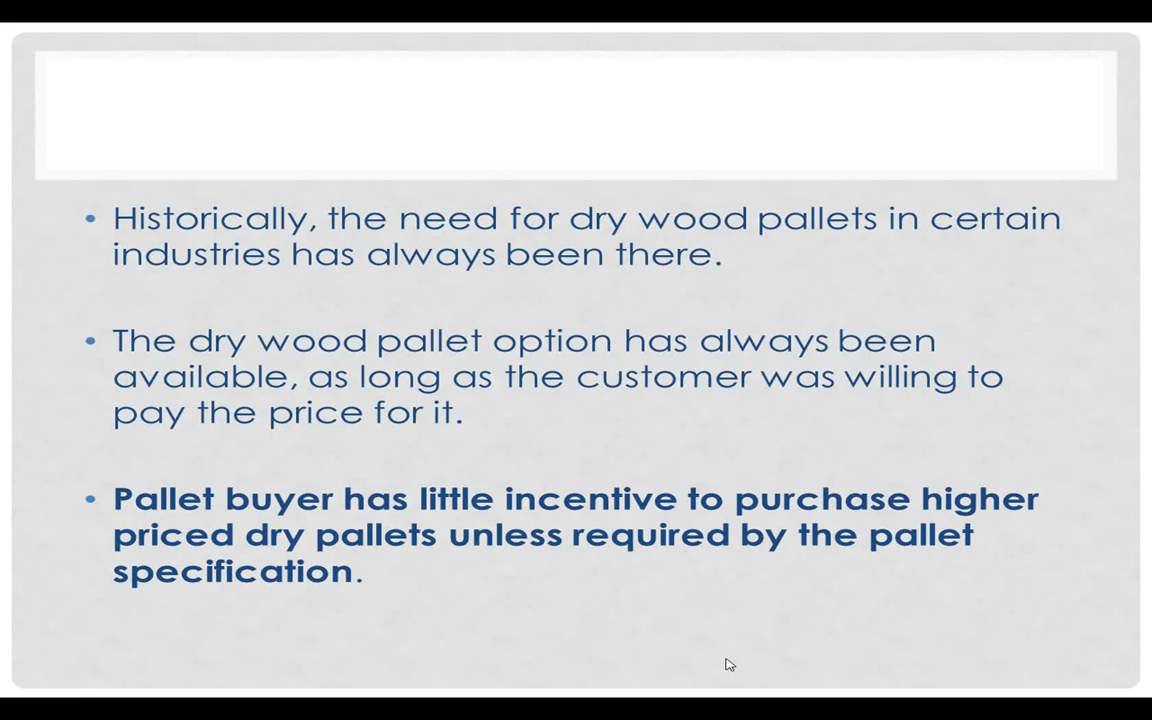 • Historically, the need for dry wood pallets in certain
industries has always been there.
• The dry wood pallet option has always been
available, as long as the customer was willing to
pay the price for it.
• Pallet buyer has little incentive to purchase higher
priced dry pallets unless required by the pallet
specification.